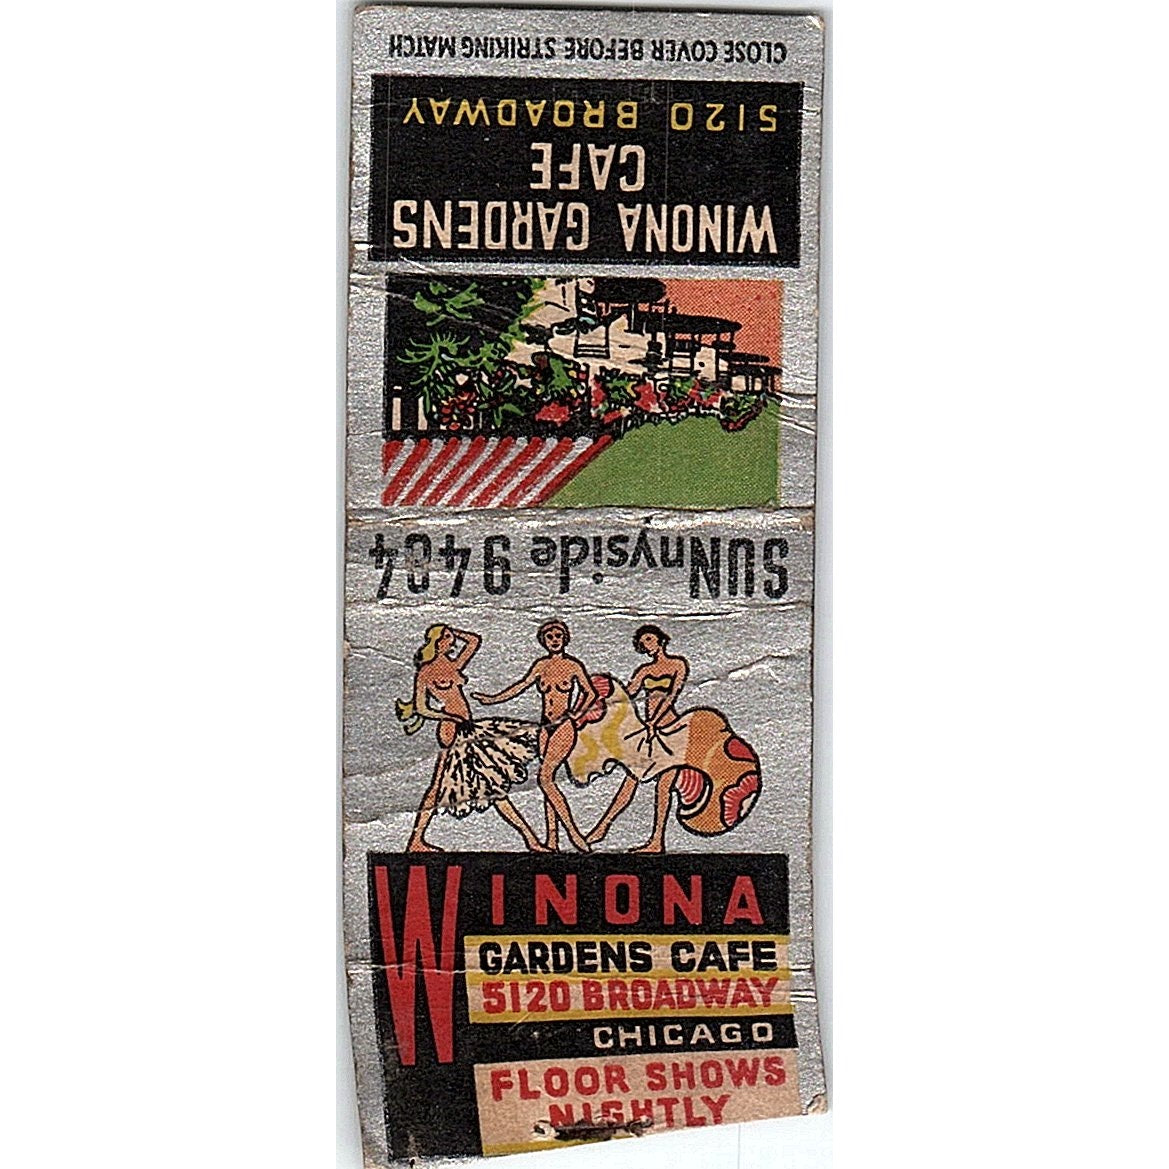 CLOSE COVER BEFORE STRIKING MATCH
WINONA GARDENS
CAFE
5120 BROADWAY
SUNnyside 9484
WINONA
GARDENS CAFE
5120 BROADWAY
CHICAGO
FLOOR SHOWS
NIGHTLY